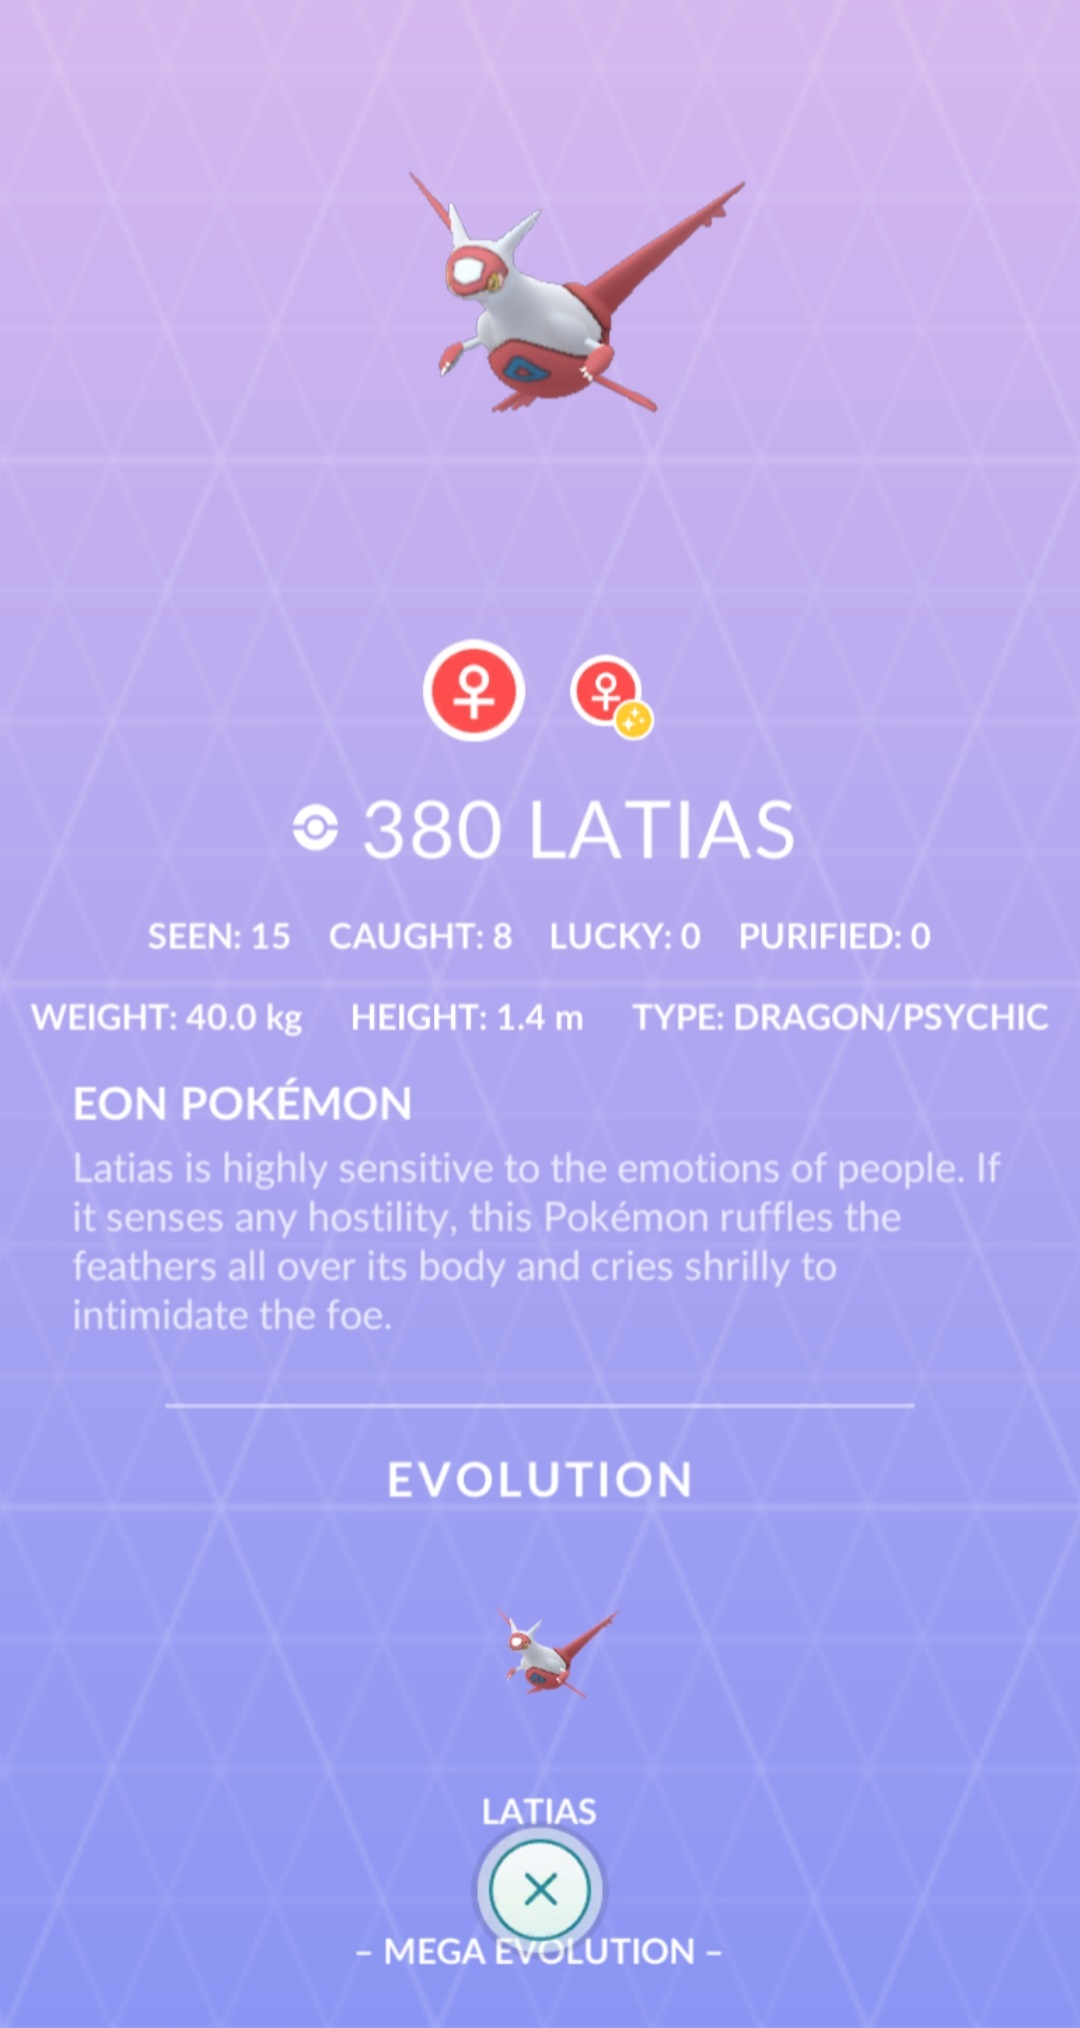 380 LATIAS
SEEN: 15 CAUGHT: 8 LUCKY: 0 PURIFIED: 0
WEIGHT: 40.0 kg HEIGHT: 1.4 m TYPE: DRAGON/PSYCHIC
EON POKÉMON
Latias is highly sensitive to the emotions of people. If
it senses any hostility, this Pokémon ruffles the
feathers all over its body and cries shrilly to
intimidate the foe.
EVOLUTION
LATIAS
– MEGA EVOLUTION –